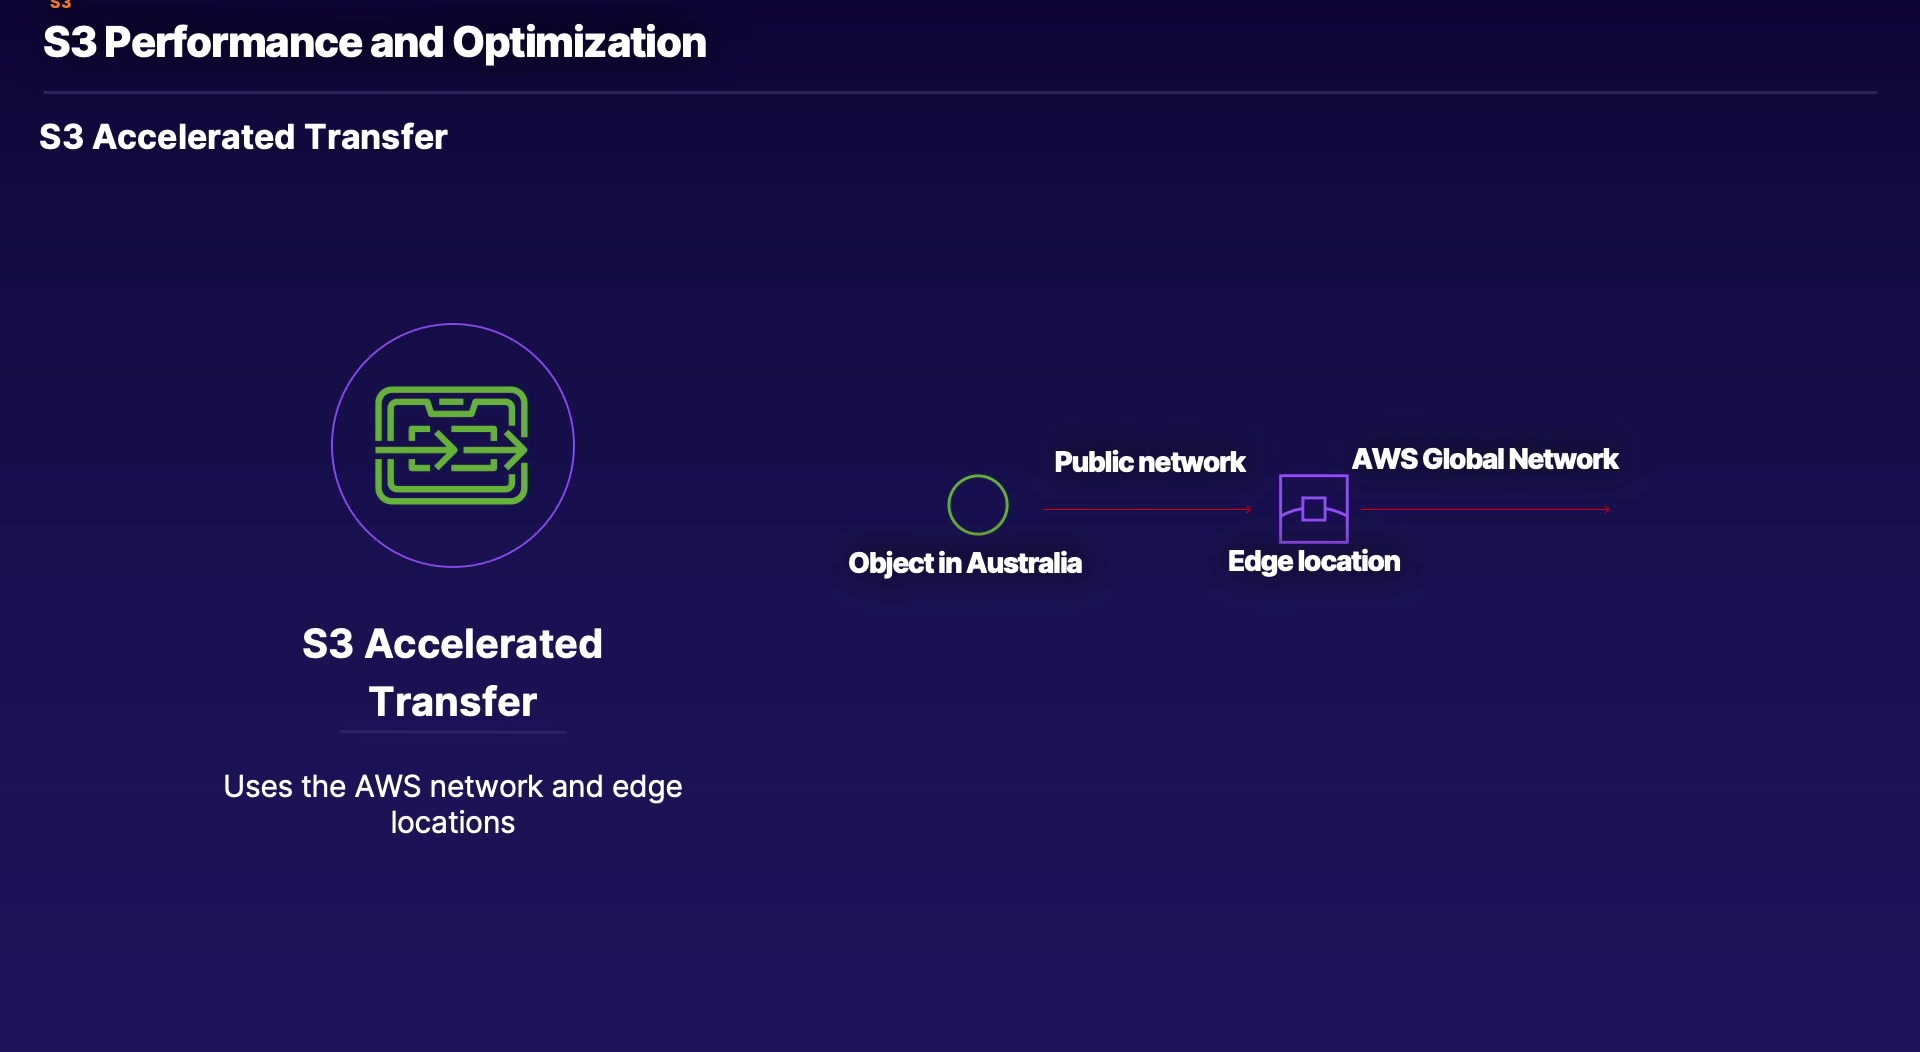 S3
S3 Performance and Optimization
S3 Accelerated Transfer
S3 Accelerated
Transfer
Uses the AWS network and edge
locations
Public network
AWS Global Network
Object in Australia
Edge location